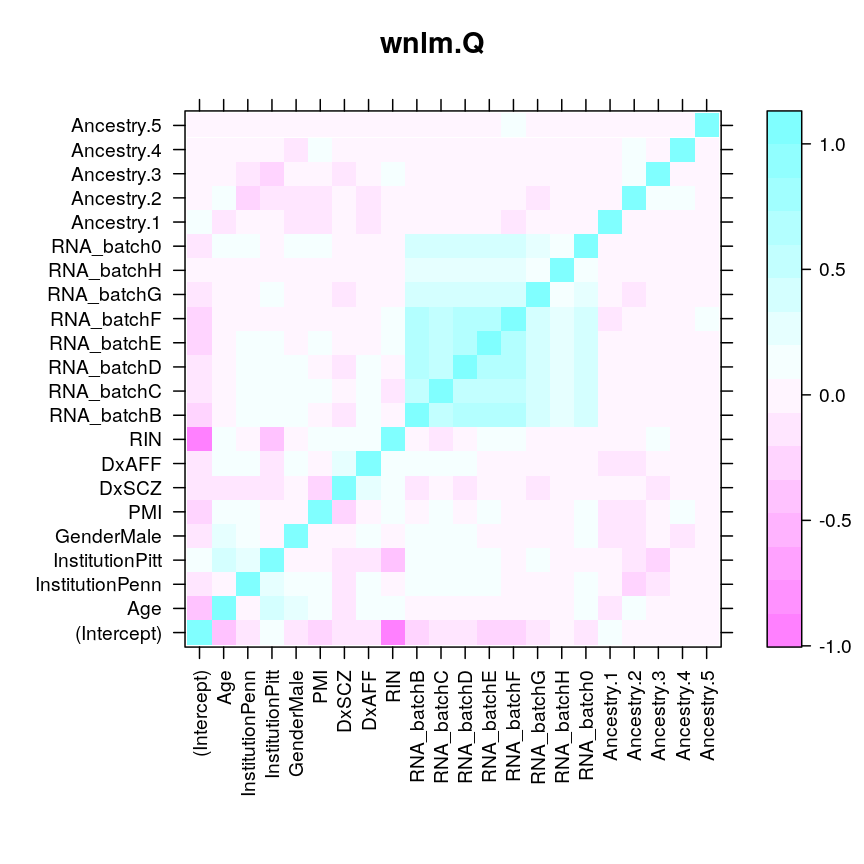 wnlm.Q
Ancestry.5
Ancestry.4
Ancestry.3
Ancestry.2
Ancestry.1
RNA_batch0
RNA_batchH
RNA_batchG
RNA_batchF
RNA_batchE
RNA_batchD
RNA_batchC
RNA_batchB
RIN
DxAFF
DxSCZ
PMI
GenderMale
InstitutionPitt
InstitutionPenn
Age
(Intercept)
(Intercept)
Age
InstitutionPenn
InstitutionPitt
GenderMale
PMI
DxSCZ
DxAFF
RIN
RNA_batchB
RNA_batchC
RNA_batchD
RNA_batchE
RNA_batchF
RNA_batchG
RNA_batchH
RNA_batch0
Ancestry.1
Ancestry.2
Ancestry.3
Ancestry.4
Ancestry.5
1.0
0.5
0.0
-0.5
-1.0